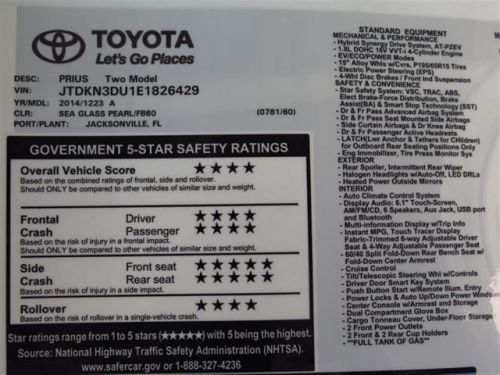 TOYOTA
Let's Go Places
DESC: PRIUS Two Model
VIN: JTDKN3DU1E1826429
YR/MDL: 2014/1223 A
CLR: SEA GLASS PEARL/FB60 (0781/60)
PORT/PLANT: JACKSONVILLE, FL
GOVERNMENT 5-STAR SAFETY RATINGS
Overall Vehicle Score ★★★★
Based on the combined ratings of frontal, side and rollover.
Should ONLY be compared to other vehicles of similar size and weight.
Frontal Driver ★★★★
Crash Passenger ★★★★
Based on risk of injury in a frontal impact.
Should ONLY be compared to other vehicles of similar size and weight.
Side Front seat ★★★★★
Crash Rear seat ★★★★
Based on risk of injury in a side impact.
Rollover ★★★★
Based on risk of rollover in a single-vehicle crash.
Star ratings range from 1 to 5 stars (★★★★★) with 5 being the highest.
Source: National Highway Traffic Safety Administration (NHTSA).
www.safercar.gov or 1-888-327-4236
STANDARD EQUIPMENT
MECHANICAL & PERFORMANCE
- Hybrid Synergy Drive System, AT-PZEV
- 1.8L DOHC 16V VVT-i 4-Cylinder Engine
- EV/ECO/POWER Modes
- 15" Alloy Whls w/Cvrs, P195/65R15 Tires
- Electric Power Steering (EPS)
- 4-Whl Disc Brakes / Front Ind Suspension
SAFETY & CONVENIENCE
- Star Safety System: VSC, TRAC, ABS,
Elect Brake-Force Distribution, Brake
Assist(BA) & Smart Stop Technology (SST)
- Dr & Fr Pass Advanced Airbags
- Dr & Fr Pass Seat Mounted Side Airbags
- Side Curtain Airbags & Dr Knee Airbag
- Dr & Fr Passenger Active Headrests
- LATCH(Lwr Anchor & Tethers for CHildren)
for Outboard Rear Seating Positions Only
- Eng Immobilizer, Tire Press Monitor Sys
EXTERIOR
- Rear Spoiler, Intermittent Rear Wiper
- Halogen Headlights w/Auto-Off, LED DRLs
- Heated Power Outside Mirrors
INTERIOR
- Auto Climate Control System
- Display Audio: 6.1" Touch-Screen,
AM/FM/CD, 6 Speakers, Aux Jack, USB port
and Bluetooth
- Multi-information Display w/Trip Info
- Instant MPG, Touch Tracer Display
- Fabric-Trimmed 6-way Adjustable Driver
Seat & 4-Way Adjustable Passenger Seat
- 60/40 Split Fold-Down Rear Bench Seat w/
Fold-Down Center Armrest
- Cruise Control
- Tilt/Telescopic Steering Whl w/Controls
- Driver Door Smart Key System
- Push Button Start w/Remote Illum. Entry
- Power Locks & Auto Up/Down Power Winds
- Center Console w/Armrest and Storage
- Dual Compartment Glove Box
- Cargo Tonneau Cover, Under-Floor Storage
- 2 Front Power Outlets
- 2 Front & 2 Rear Cup Holders
- **FULL TANK OF GAS**